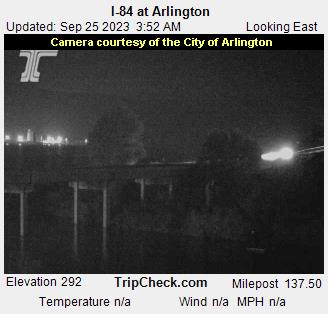 I-84 at Arlington
Updated: Sep 25 2023 3:52 AM Looking East
Camera courtesy of the City of Arlington
Elevation 292 TripCheck.com Milepost 137.50
Temperature n/a Wind n/a MPH n/a